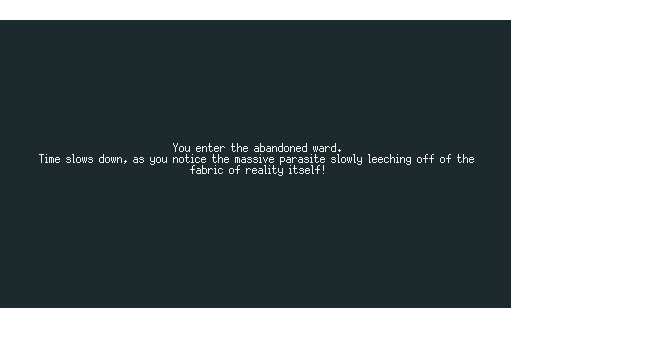 You enter the abandoned ward.
Time slows down, as you notice the massive parasite slowly leeching off of the
fabric of reality itself!